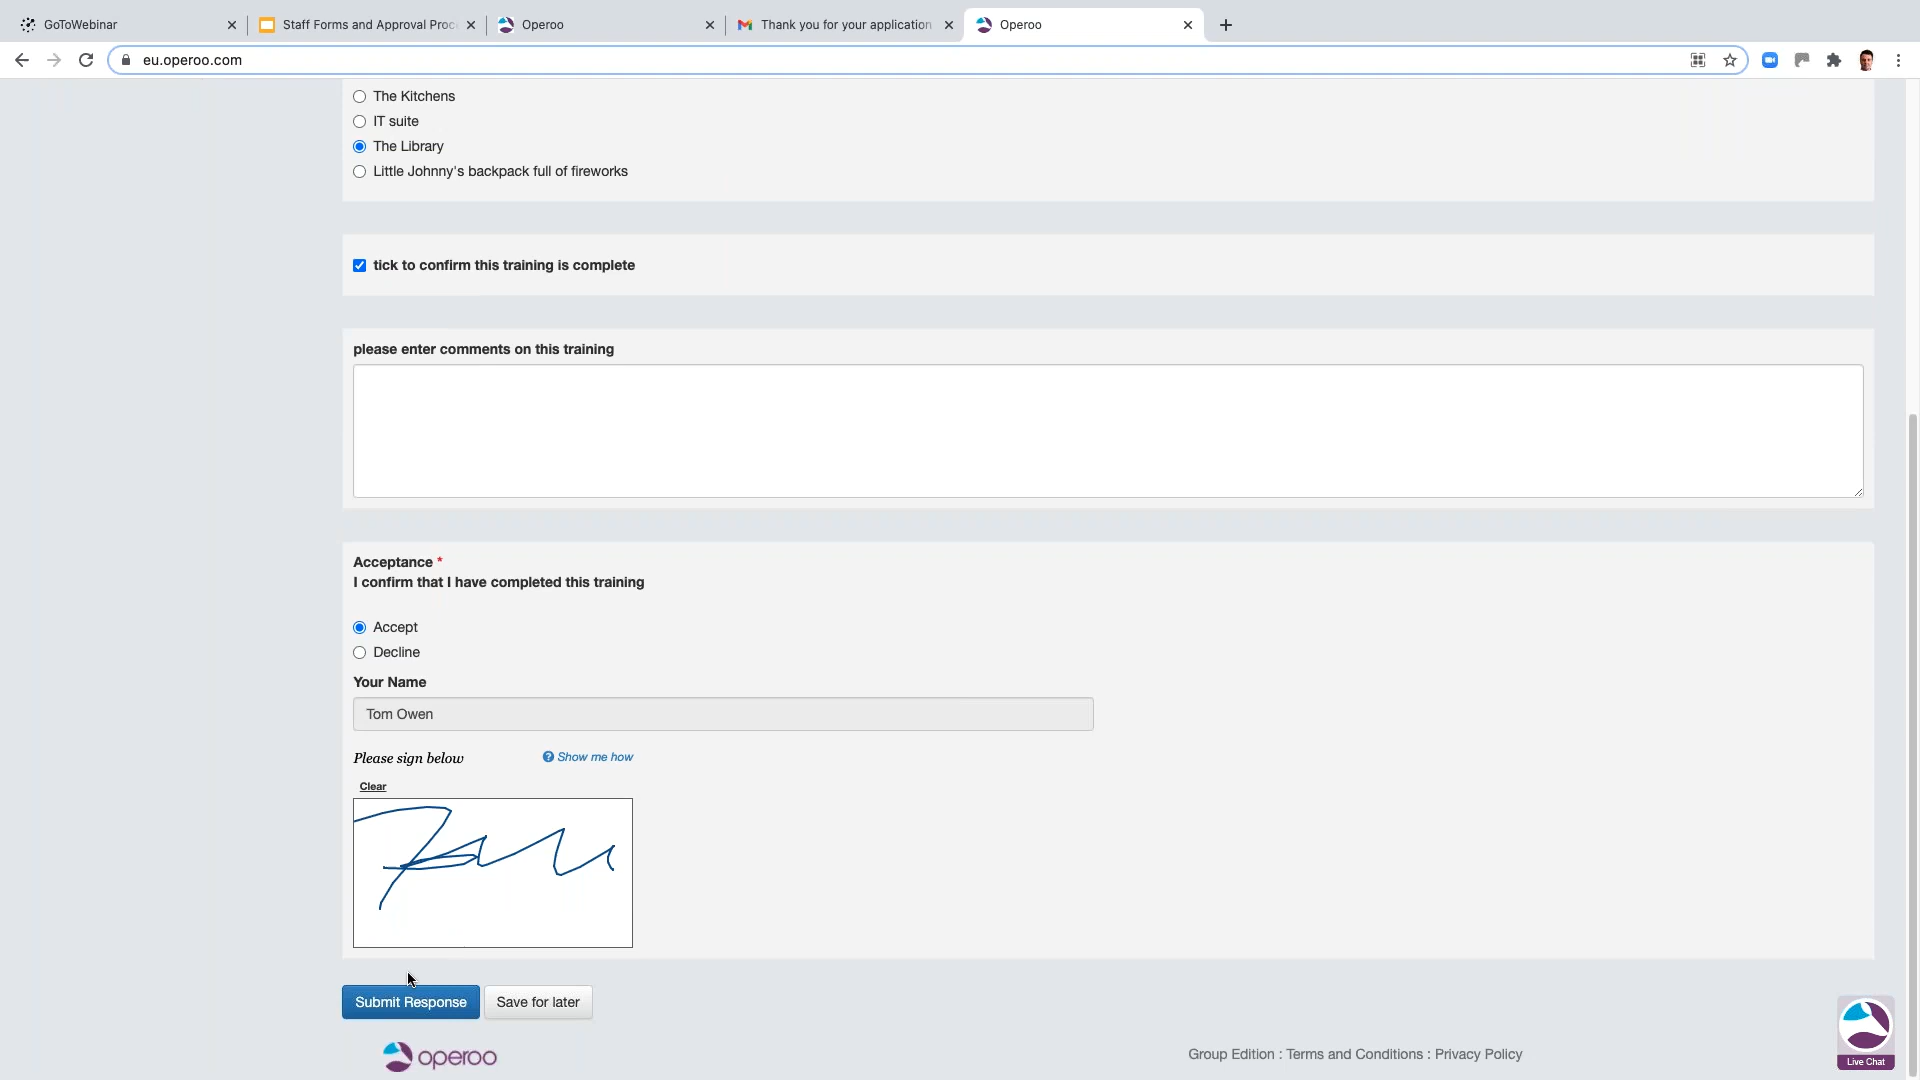 GoToWebinar
Staff Forms and Approval Proc
Operoo
Thank you for your application
Operoo
eu.operoo.com
The Kitchens
IT suite
The Library
Little Johnny's backpack full of fireworks
tick to confirm this training is complete
please enter comments on this training
Acceptance *
I confirm that I have completed this training
Accept
Decline
Your Name
Tom Owen
Please sign below
Show me how
Clear
Submit Response
Save for later
operoo
Group Edition : Terms and Conditions : Privacy Policy
Live Chat